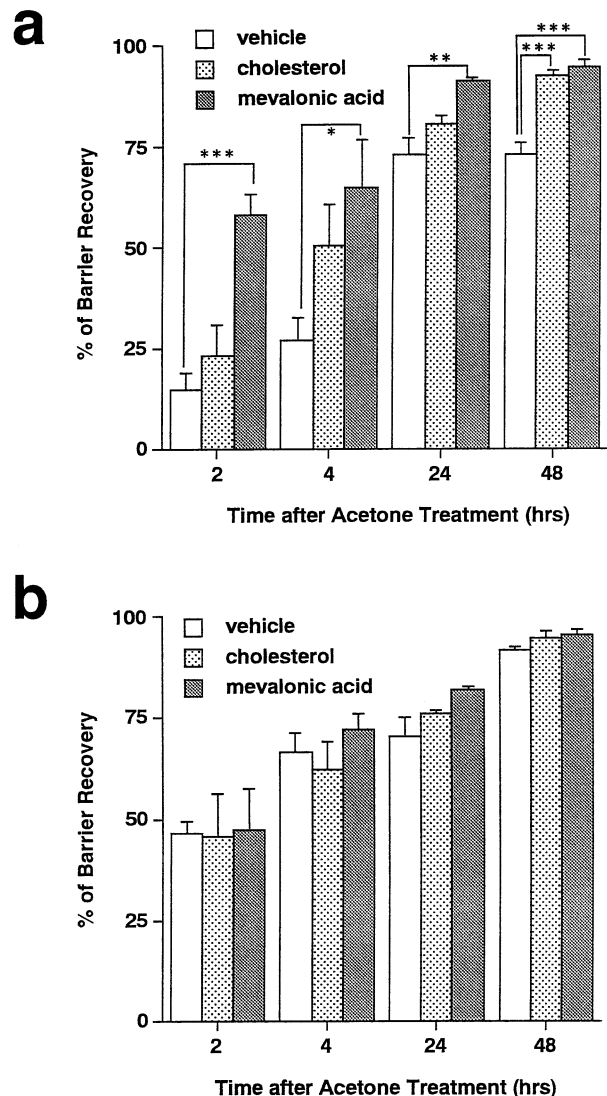 a
% of Barrier Recovery
100
75
50
25
0
vehicle
cholesterol
mevalonic acid
***
*
**
***
***
2 4 24 48
Time after Acetone Treatment (hrs)
b
% of Barrier Recovery
100
75
50
25
0
vehicle
cholesterol
mevalonic acid
2 4 24 48
Time after Acetone Treatment (hrs)